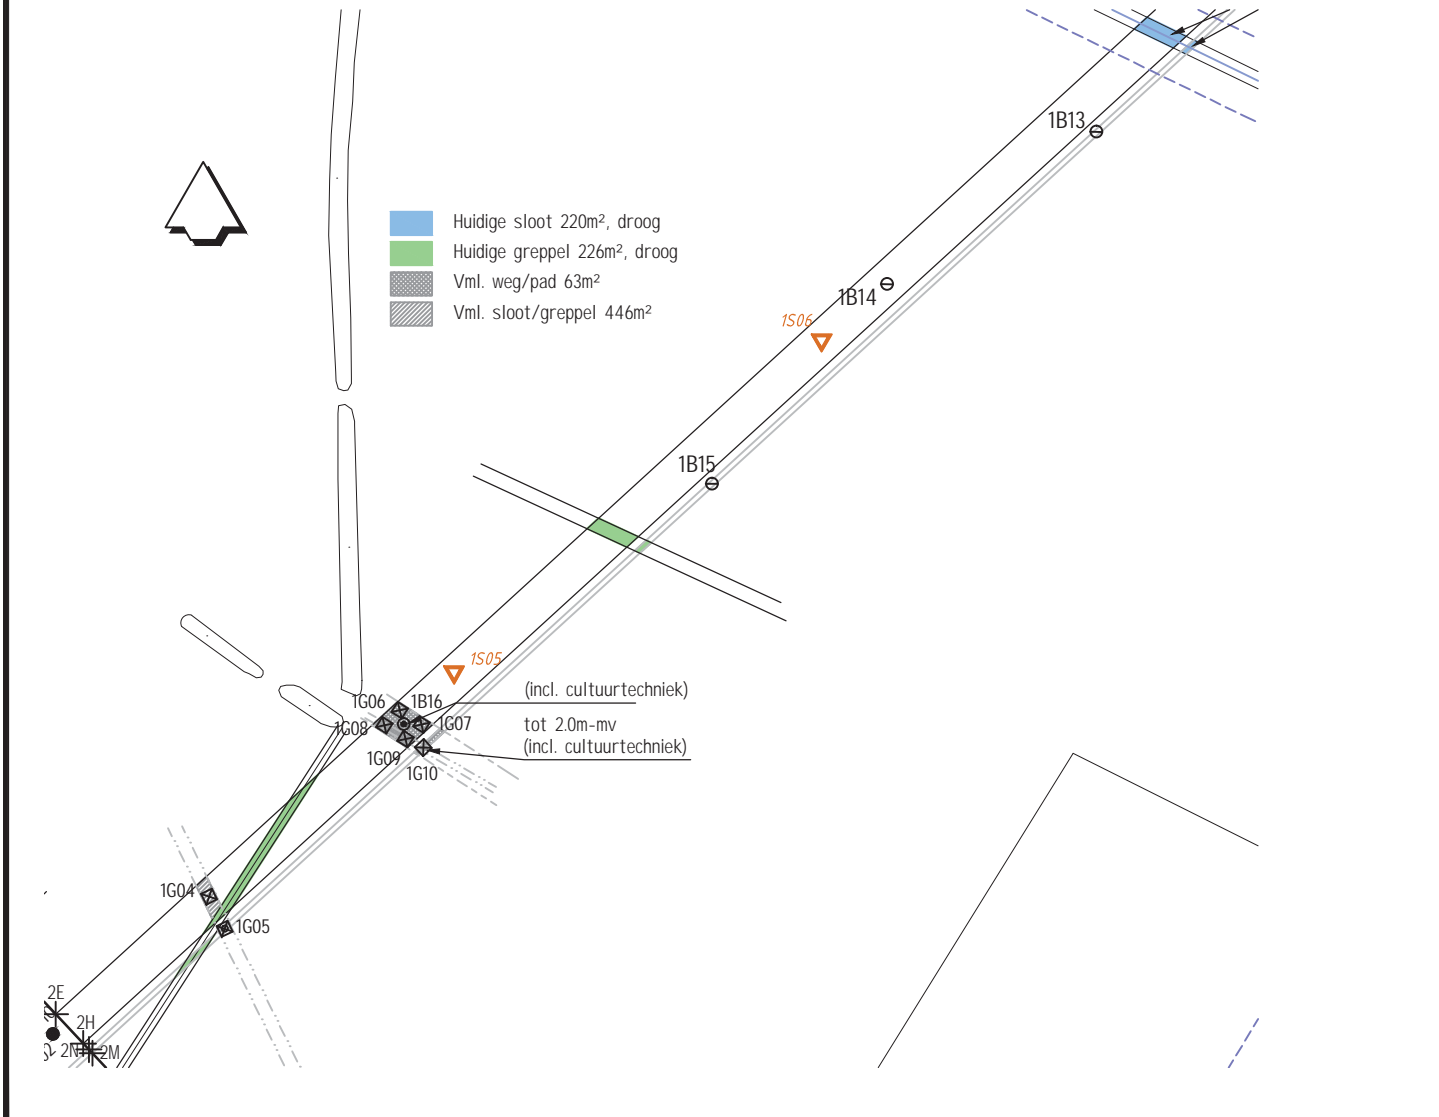 1B13
Huidige sloot 220m², droog
Huidige greppel 226m², droog
Vml. weg/pad 63m²
Vml. sloot/greppel 446m²
1B14
1S06
1B15
1S05
(incl. cultuurtechniek)
1G06
1B16
1G08
1G07
tot 2.0m-mv
(incl. cultuurtechniek)
1G09
1G10
1G04
1G05
2E
2H
2N
2M